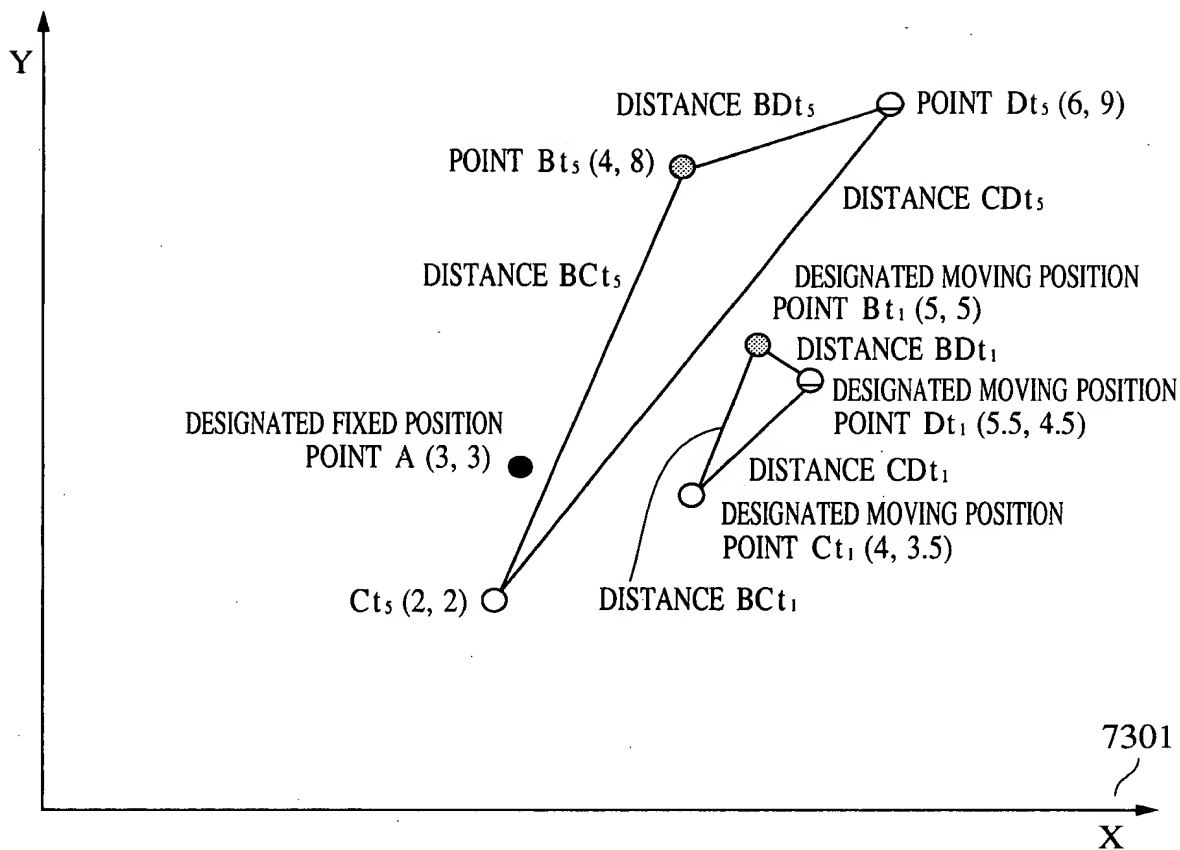 Y
DISTANCE BDt₅
POINT Dt₅ (6, 9)
POINT Bt₅ (4, 8)
DISTANCE CDt₅
DISTANCE BCt₅
DESIGNATED MOVING POSITION
POINT Bt₁ (5, 5)
DISTANCE BDt₁
DESIGNATED MOVING POSITION
POINT Dt₁ (5.5, 4.5)
DESIGNATED FIXED POSITION
POINT A (3, 3)
DISTANCE CDt₁
DESIGNATED MOVING POSITION
POINT Ct₁ (4, 3.5)
Ct₅ (2, 2)
DISTANCE BCt₁
7301
X